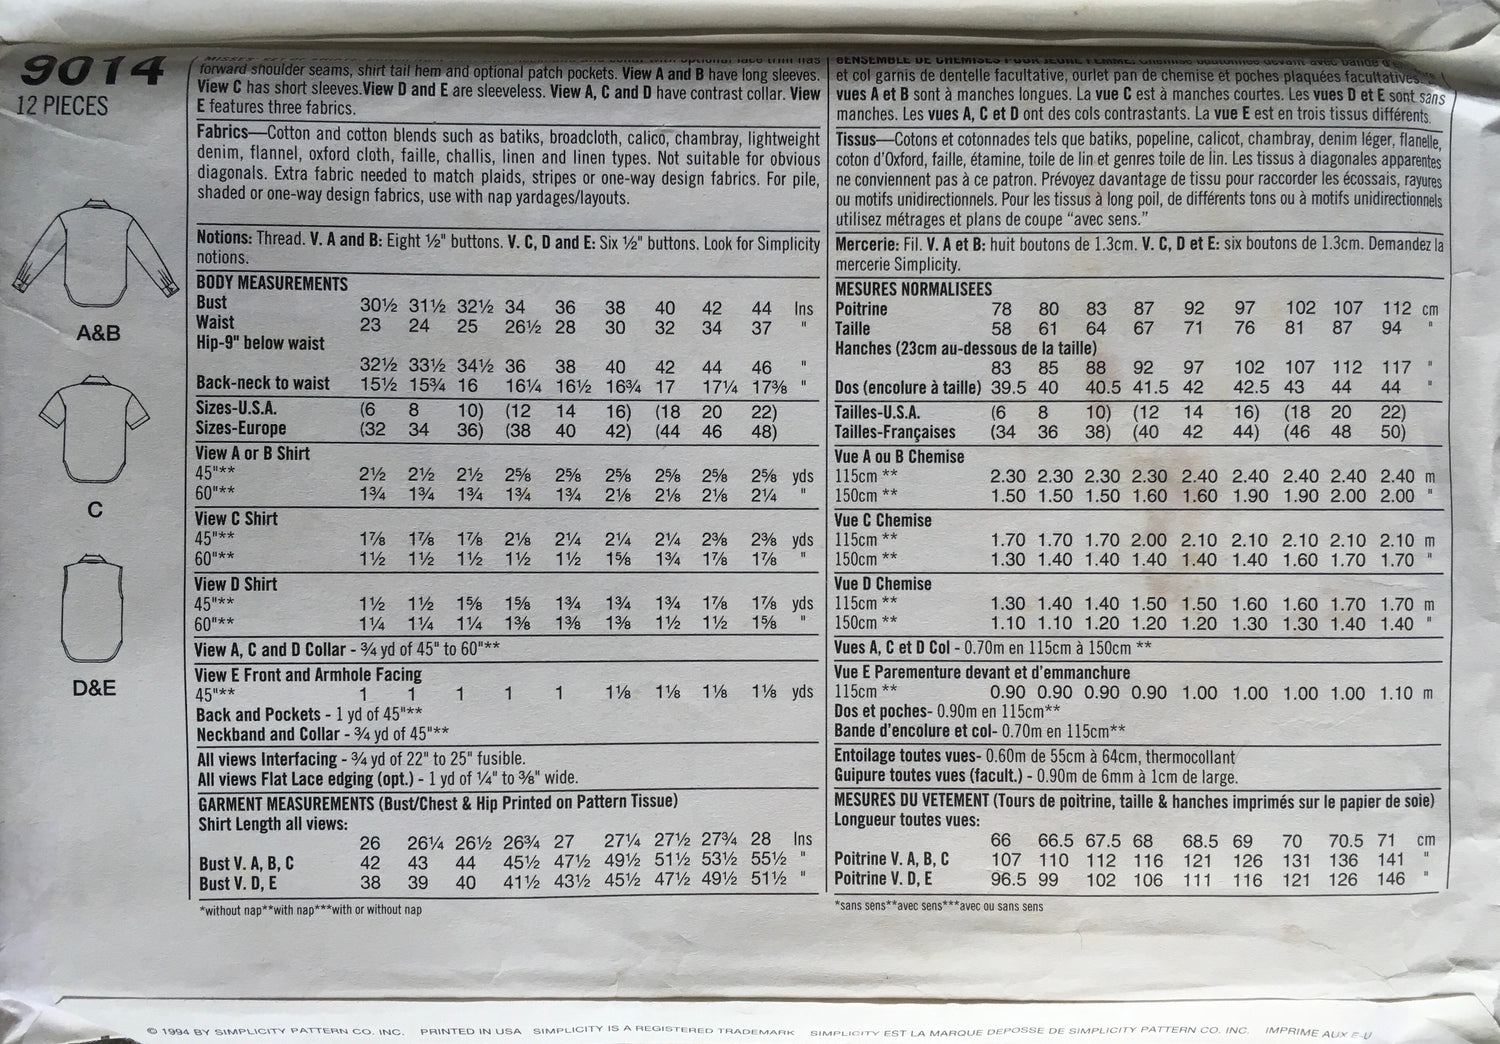 9014
12 PIECES
A&B
C
D&E
forward shoulder seams, shirt tail hem and optional patch pockets. View A and B have long sleeves.
View C has short sleeves.View D and E are sleeveless. View A, C and D have contrast collar. View
E features three fabrics.
Fabrics—Cotton and cotton blends such as batiks, broadcloth, calico, chambray, lightweight
denim, flannel, oxford cloth, faille, challis, linen and linen types. Not suitable for obvious
diagonals. Extra fabric needed to match plaids, stripes or one-way design fabrics. For pile,
shaded or one-way design fabrics, use with nap yardages/layouts.
Notions: Thread. V. A and B: Eight ½" buttons. V. C, D and E: Six ½" buttons. Look for Simplicity
notions.
BODY MEASUREMENTS
Bust 30½ 31½ 32½ 34 36 38 40 42 44 Ins
Waist 23 24 25 26½ 28 30 32 34 37 "
Hip-9" below waist
32½ 33½ 34½ 36 38 40 42 44 46 "
Back-neck to waist 15½ 15¾ 16 16¼ 16½ 16¾ 17 17¼ 17⅜ "
Sizes-U.S.A. (6 8 10) (12 14 16) (18 20 22)
Sizes-Europe (32 34 36) (38 40 42) (44 46 48)
View A or B Shirt
45"** 2½ 2½ 2½ 2⅝ 2⅝ 2⅝ 2⅝ 2⅝ 2⅝ yds
60"** 1¾ 1¾ 1¾ 1¾ 1¾ 2⅛ 2⅛ 2⅛ 2¼ "
View C Shirt
45"** 1⅞ 1⅞ 1⅞ 2⅛ 2¼ 2¼ 2¼ 2⅜ 2⅜ yds
60"** 1½ 1½ 1½ 1½ 1½ 1⅝ 1¾ 1⅞ 1⅞ "
View D Shirt
45"** 1½ 1½ 1⅝ 1⅝ 1¾ 1¾ 1¾ 1⅞ 1⅞ yds
60"** 1¼ 1¼ 1¼ 1⅜ 1⅜ 1⅜ 1½ 1½ 1⅝ "
View A, C and D Collar - ¾ yd of 45" to 60"**
View E Front and Armhole Facing
45"** 1 1 1 1 1 1⅛ 1⅛ 1⅛ 1⅛ yds
Back and Pockets - 1 yd of 45"**
Neckband and Collar - ¾ yd of 45"**
All views Interfacing - ¾ yd of 22" to 25" fusible.
All views Flat Lace edging (opt.) - 1 yd of ¼" to ⅜" wide.
GARMENT MEASUREMENTS (Bust/Chest & Hip Printed on Pattern Tissue)
Shirt Length all views:
26 26¼ 26½ 26¾ 27 27¼ 27½ 27¾ 28 Ins
Bust V. A, B, C 42 43 44 45½ 47½ 49½ 51½ 53½ 55½ "
Bust V. D, E 38 39 40 41½ 43½ 45½ 47½ 49½ 51½ "
*without nap**with nap***with or without nap
et col garnis de dentelle facultative, ourlet pan de chemise et poches plaquées facultatives.
vues A et B sont à manches longues. La vue C est à manches courtes. Les vues D et E sont sans
manches. Les vues A, C et D ont des cols contrastants. La vue E est en trois tissus différents.
Tissus—Cotons et cotonnades tels que batiks, popeline, calicot, chambray, denim léger, flanelle,
coton d'Oxford, faille, étamine, toile de lin et genres toile de lin. Les tissus à diagonales apparentes
ne conviennent pas à ce patron. Prévoyez davantage de tissu pour raccorder les écossais, rayures
ou motifs unidirectionnels. Pour les tissus à long poil, de différents tons ou à motifs unidirectionnels
utilisez métrages et plans de coupe "avec sens."
Mercerie: Fil. V. A et B: huit boutons de 1.3cm. V. C, D et E: six boutons de 1.3cm. Demandez la
mercerie Simplicity.
MESURES NORMALISEES
Poitrine 78 80 83 87 92 97 102 107 112 cm
Taille 58 61 64 67 71 76 81 87 94 "
Hanches (23cm au-dessous de la taille)
83 85 88 92 97 102 107 112 117 "
Dos (encolure à taille) 39.5 40 40.5 41.5 42 42.5 43 44 44 "
Tailles-U.S.A. (6 8 10) (12 14 16) (18 20 22)
Tailles-Françaises (34 36 38) (40 42 44) (46 48 50)
Vue A ou B Chemise
115cm ** 2.30 2.30 2.30 2.30 2.40 2.40 2.40 2.40 2.40 m
150cm ** 1.50 1.50 1.50 1.60 1.60 1.90 1.90 2.00 2.00 "
Vue C Chemise
115cm ** 1.70 1.70 1.70 2.00 2.10 2.10 2.10 2.10 2.10 m
150cm ** 1.30 1.40 1.40 1.40 1.40 1.40 1.60 1.70 1.70 "
Vue D Chemise
115cm ** 1.30 1.40 1.40 1.50 1.50 1.60 1.60 1.70 1.70 m
150cm ** 1.10 1.10 1.20 1.20 1.20 1.30 1.30 1.40 1.40 "
Vues A, C et D Col - 0.70m en 115cm à 150cm **
Vue E Parementure devant et d'emmanchure
115cm ** 0.90 0.90 0.90 0.90 1.00 1.00 1.00 1.00 1.10 m
Dos et poches- 0.90m en 115cm**
Bande d'encolure et col- 0.70m en 115cm**
Entoilage toutes vues- 0.60m de 55cm à 64cm, thermocollant
Guipure toutes vues (facult.) - 0.90m de 6mm à 1cm de large.
MESURES DU VETEMENT (Tours de poitrine, taille & hanches imprimés sur le papier de soie)
Longueur toutes vues:
66 66.5 67.5 68 68.5 69 70 70.5 71 cm
Poitrine V. A, B, C 107 110 112 116 121 126 131 136 141 "
Poitrine V. D, E 96.5 99 102 106 111 116 121 126 146 "
*sans sens**avec sens***avec ou sans sens
© 1994 BY SIMPLICITY PATTERN CO. INC. PRINTED IN USA SIMPLICITY IS A REGISTERED TRADEMARK SIMPLICITY EST LA MARQUE DEPOSSE DE SIMPLICITY PATTERN CO. INC. IMPRIME AUX E-U